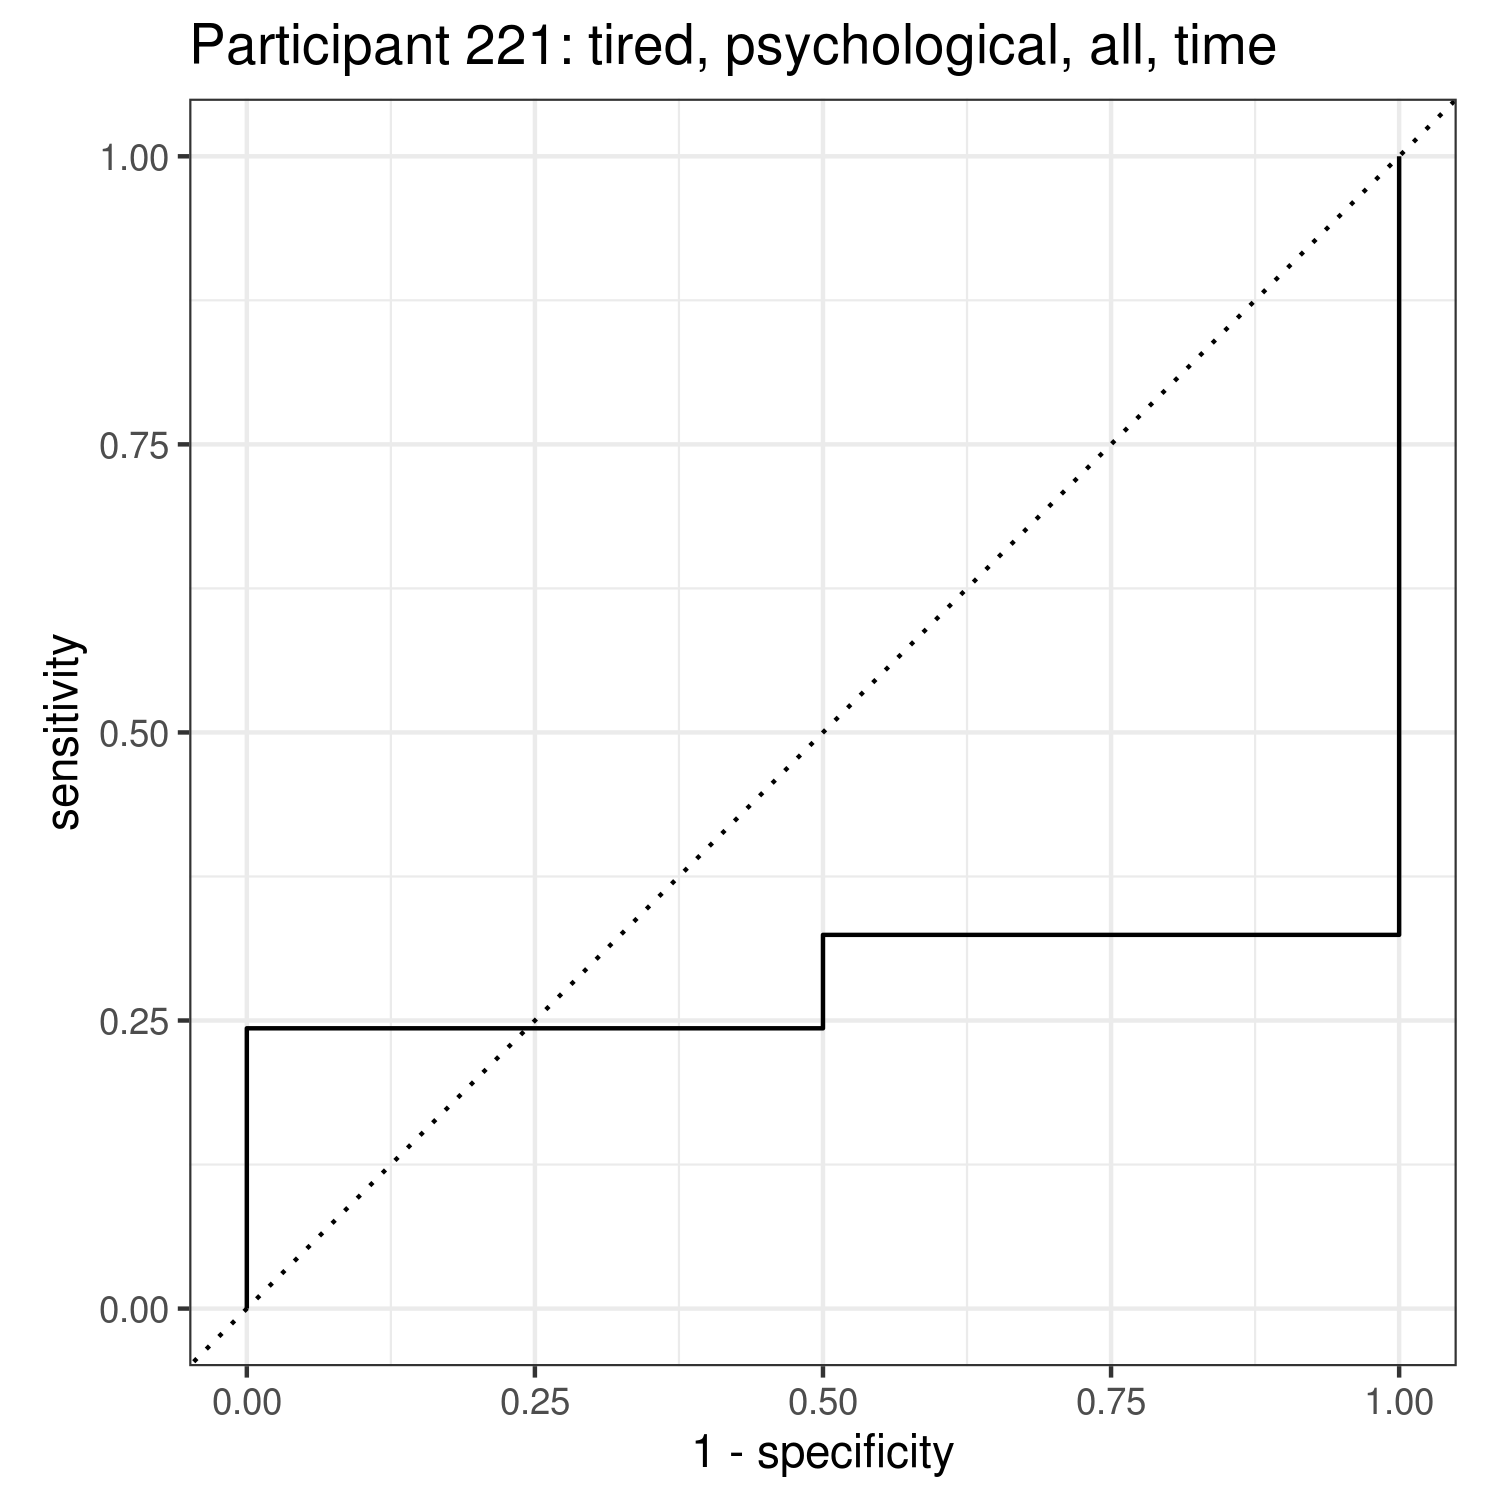 Participant 221: tired, psychological, all, time
1.00
0.75
0.50
0.25
0.00
sensitivity
0.00 0.25 0.50 0.75 1.00
1 - specificity